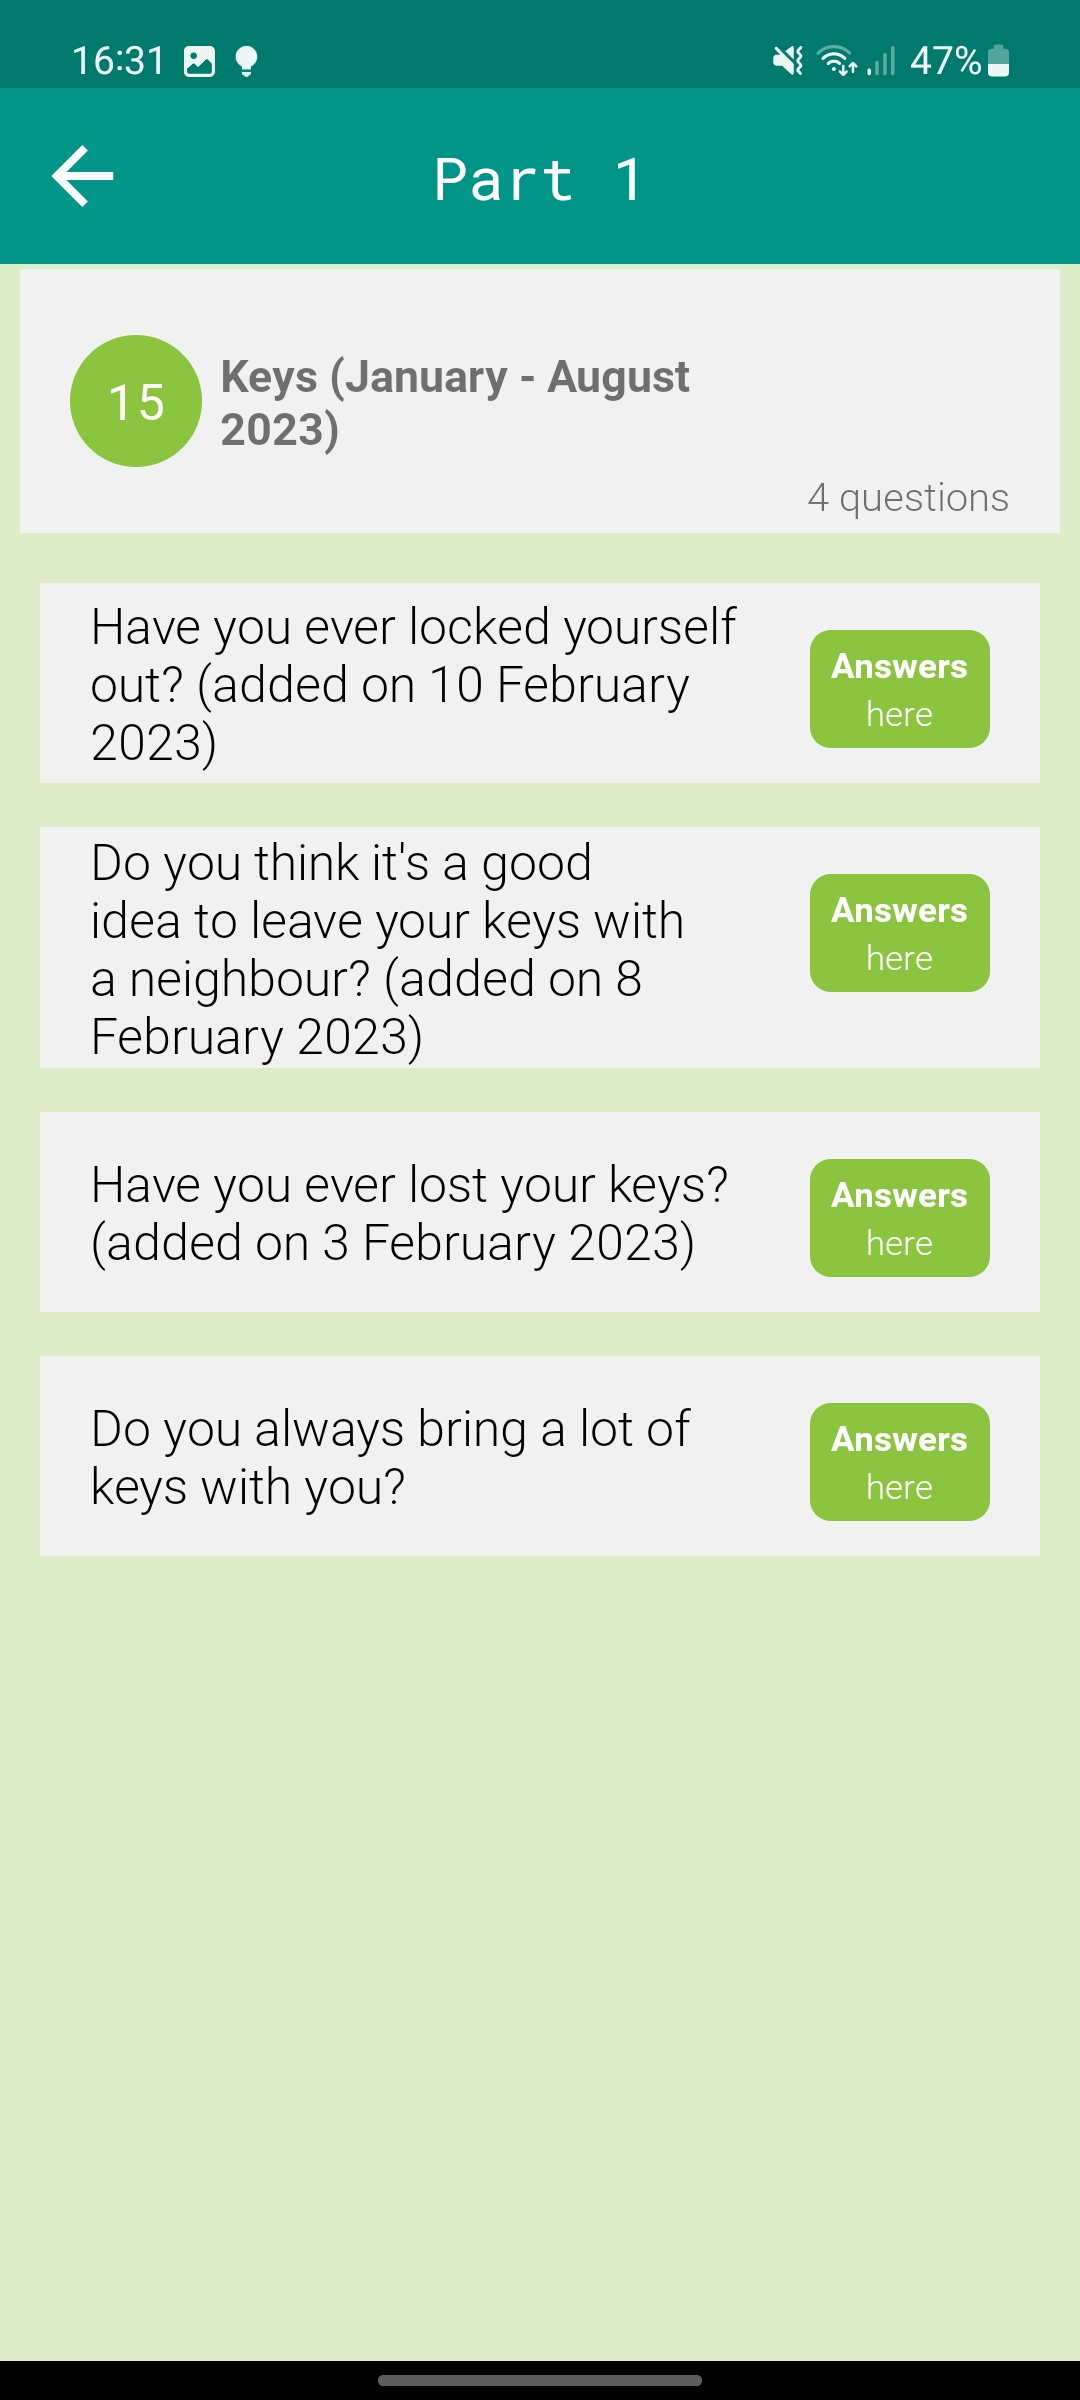 16:31
47%
Part 1
15
Keys (January - August
2023)
4 questions
Have you ever locked yourself
out? (added on 10 February
2023)
Answers
here
Do you think it's a good
idea to leave your keys with
a neighbour? (added on 8
February 2023)
Answers
here
Have you ever lost your keys?
(added on 3 February 2023)
Answers
here
Do you always bring a lot of
keys with you?
Answers
here